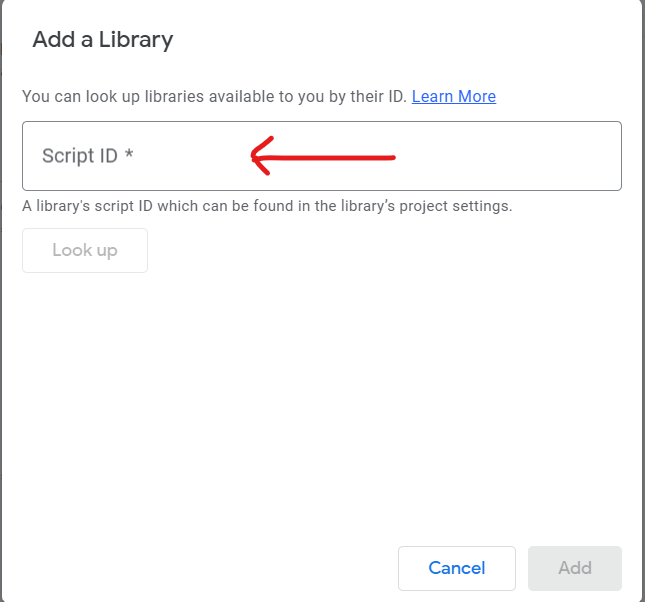 Add a Library
You can look up libraries available to you by their ID. Learn More
Script ID *
A library's script ID which can be found in the library’s project settings.
Look up
Cancel
Add